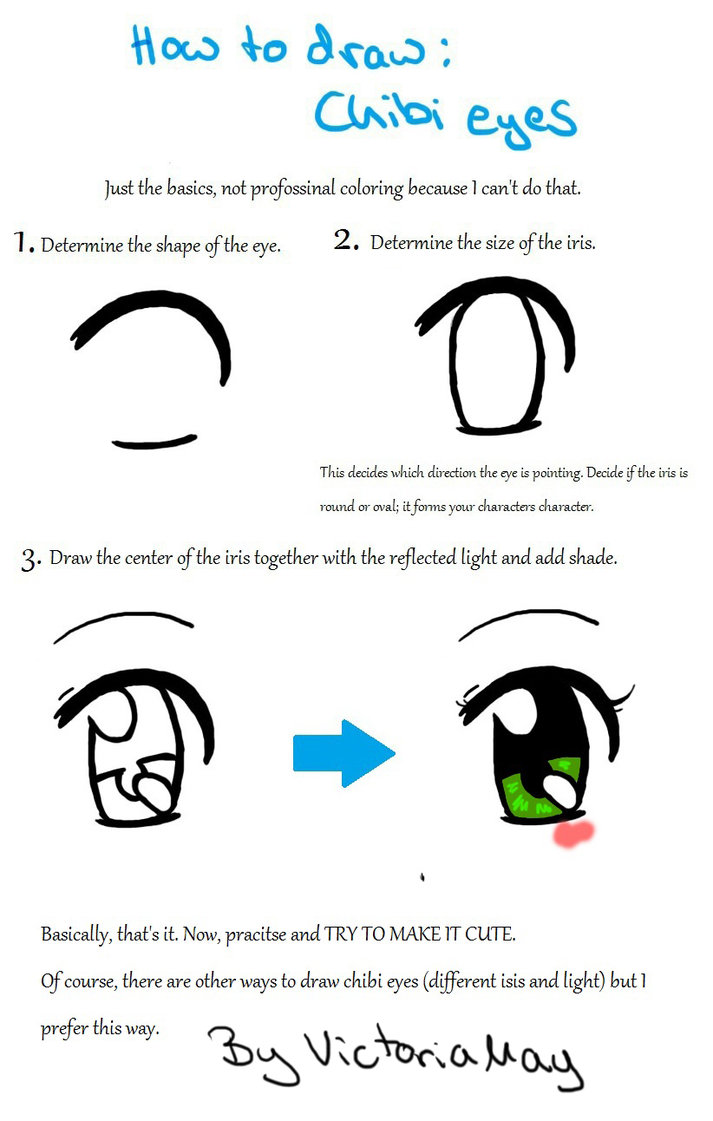 How to draw:
Chibi eyes
Just the basics, not profossinal coloring because I can't do that.
1. Determine the shape of the eye.
2. Determine the size of the iris.
This decides which direction the eye is pointing. Decide if the iris is
round or oval; it forms your characters character.
3. Draw the center of the iris together with the reflected light and add shade.
Basically, that's it. Now, pracitse and TRY TO MAKE IT CUTE.
Of course, there are other ways to draw chibi eyes (different isis and light) but I
prefer this way.
By Victoria May